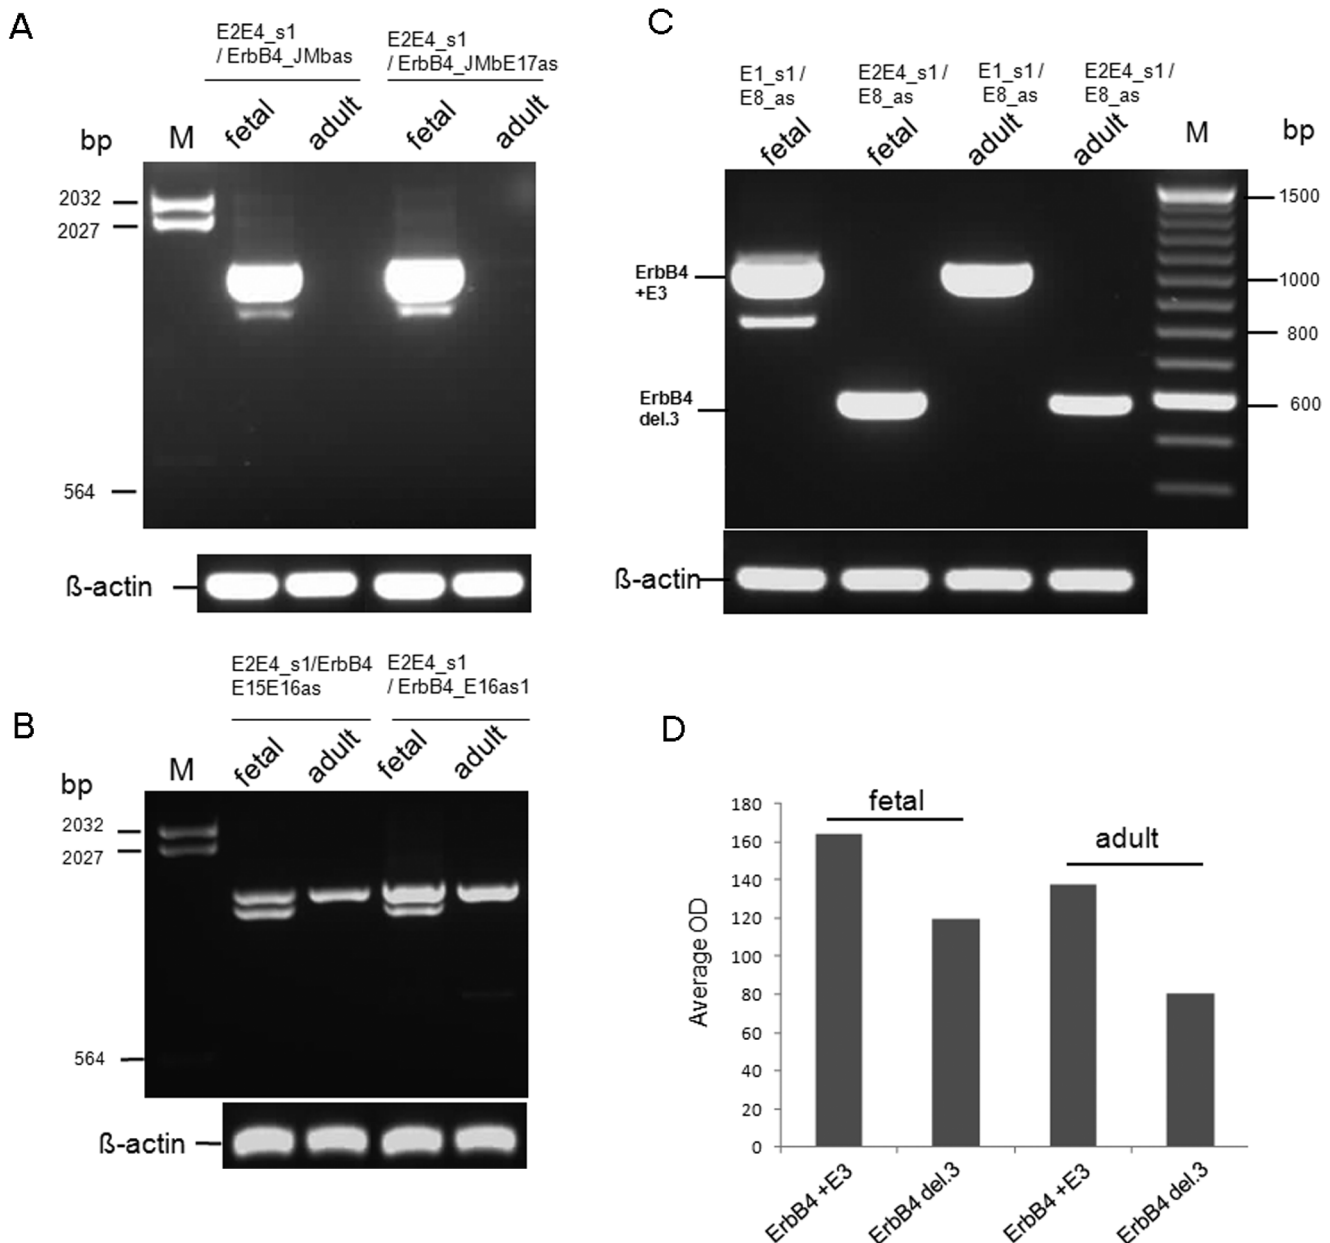 A
E2E4_s1
/ ErbB4_JMbas
E2E4_s1
/ ErbB4_JMbE17as
bp
M
fetal
adult
fetal
adult
2032
2027
564
ß-actin
B
E2E4_s1/ErbB4
E15E16as
E2E4_s1
/ ErbB4_E16as1
bp
M
fetal
adult
fetal
adult
2032
2027
564
ß-actin
C
E1_s1/
E8_as
E2E4_s1/
E8_as
E1_s1/
E8_as
E2E4_s1/
E8_as
fetal
fetal
adult
adult
M
bp
ErbB4
+E3
ErbB4
del.3
1500
1000
800
600
ß-actin
D
Average OD
180
160
140
120
100
80
60
40
20
0
fetal
adult
ErbB4 +E3
ErbB4 del.3
ErbB4 +E3
ErbB4 del.3